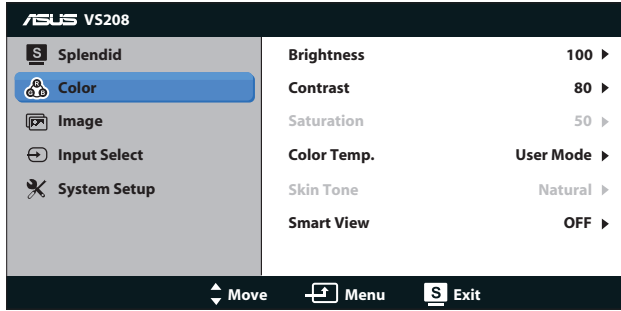 ASUS VS208
S Splendid
R G B Color
Image
Input Select
System Setup
Brightness 100
Contrast 80
Saturation 50
Color Temp. User Mode
Skin Tone Natural
Smart View OFF
Move Menu S Exit